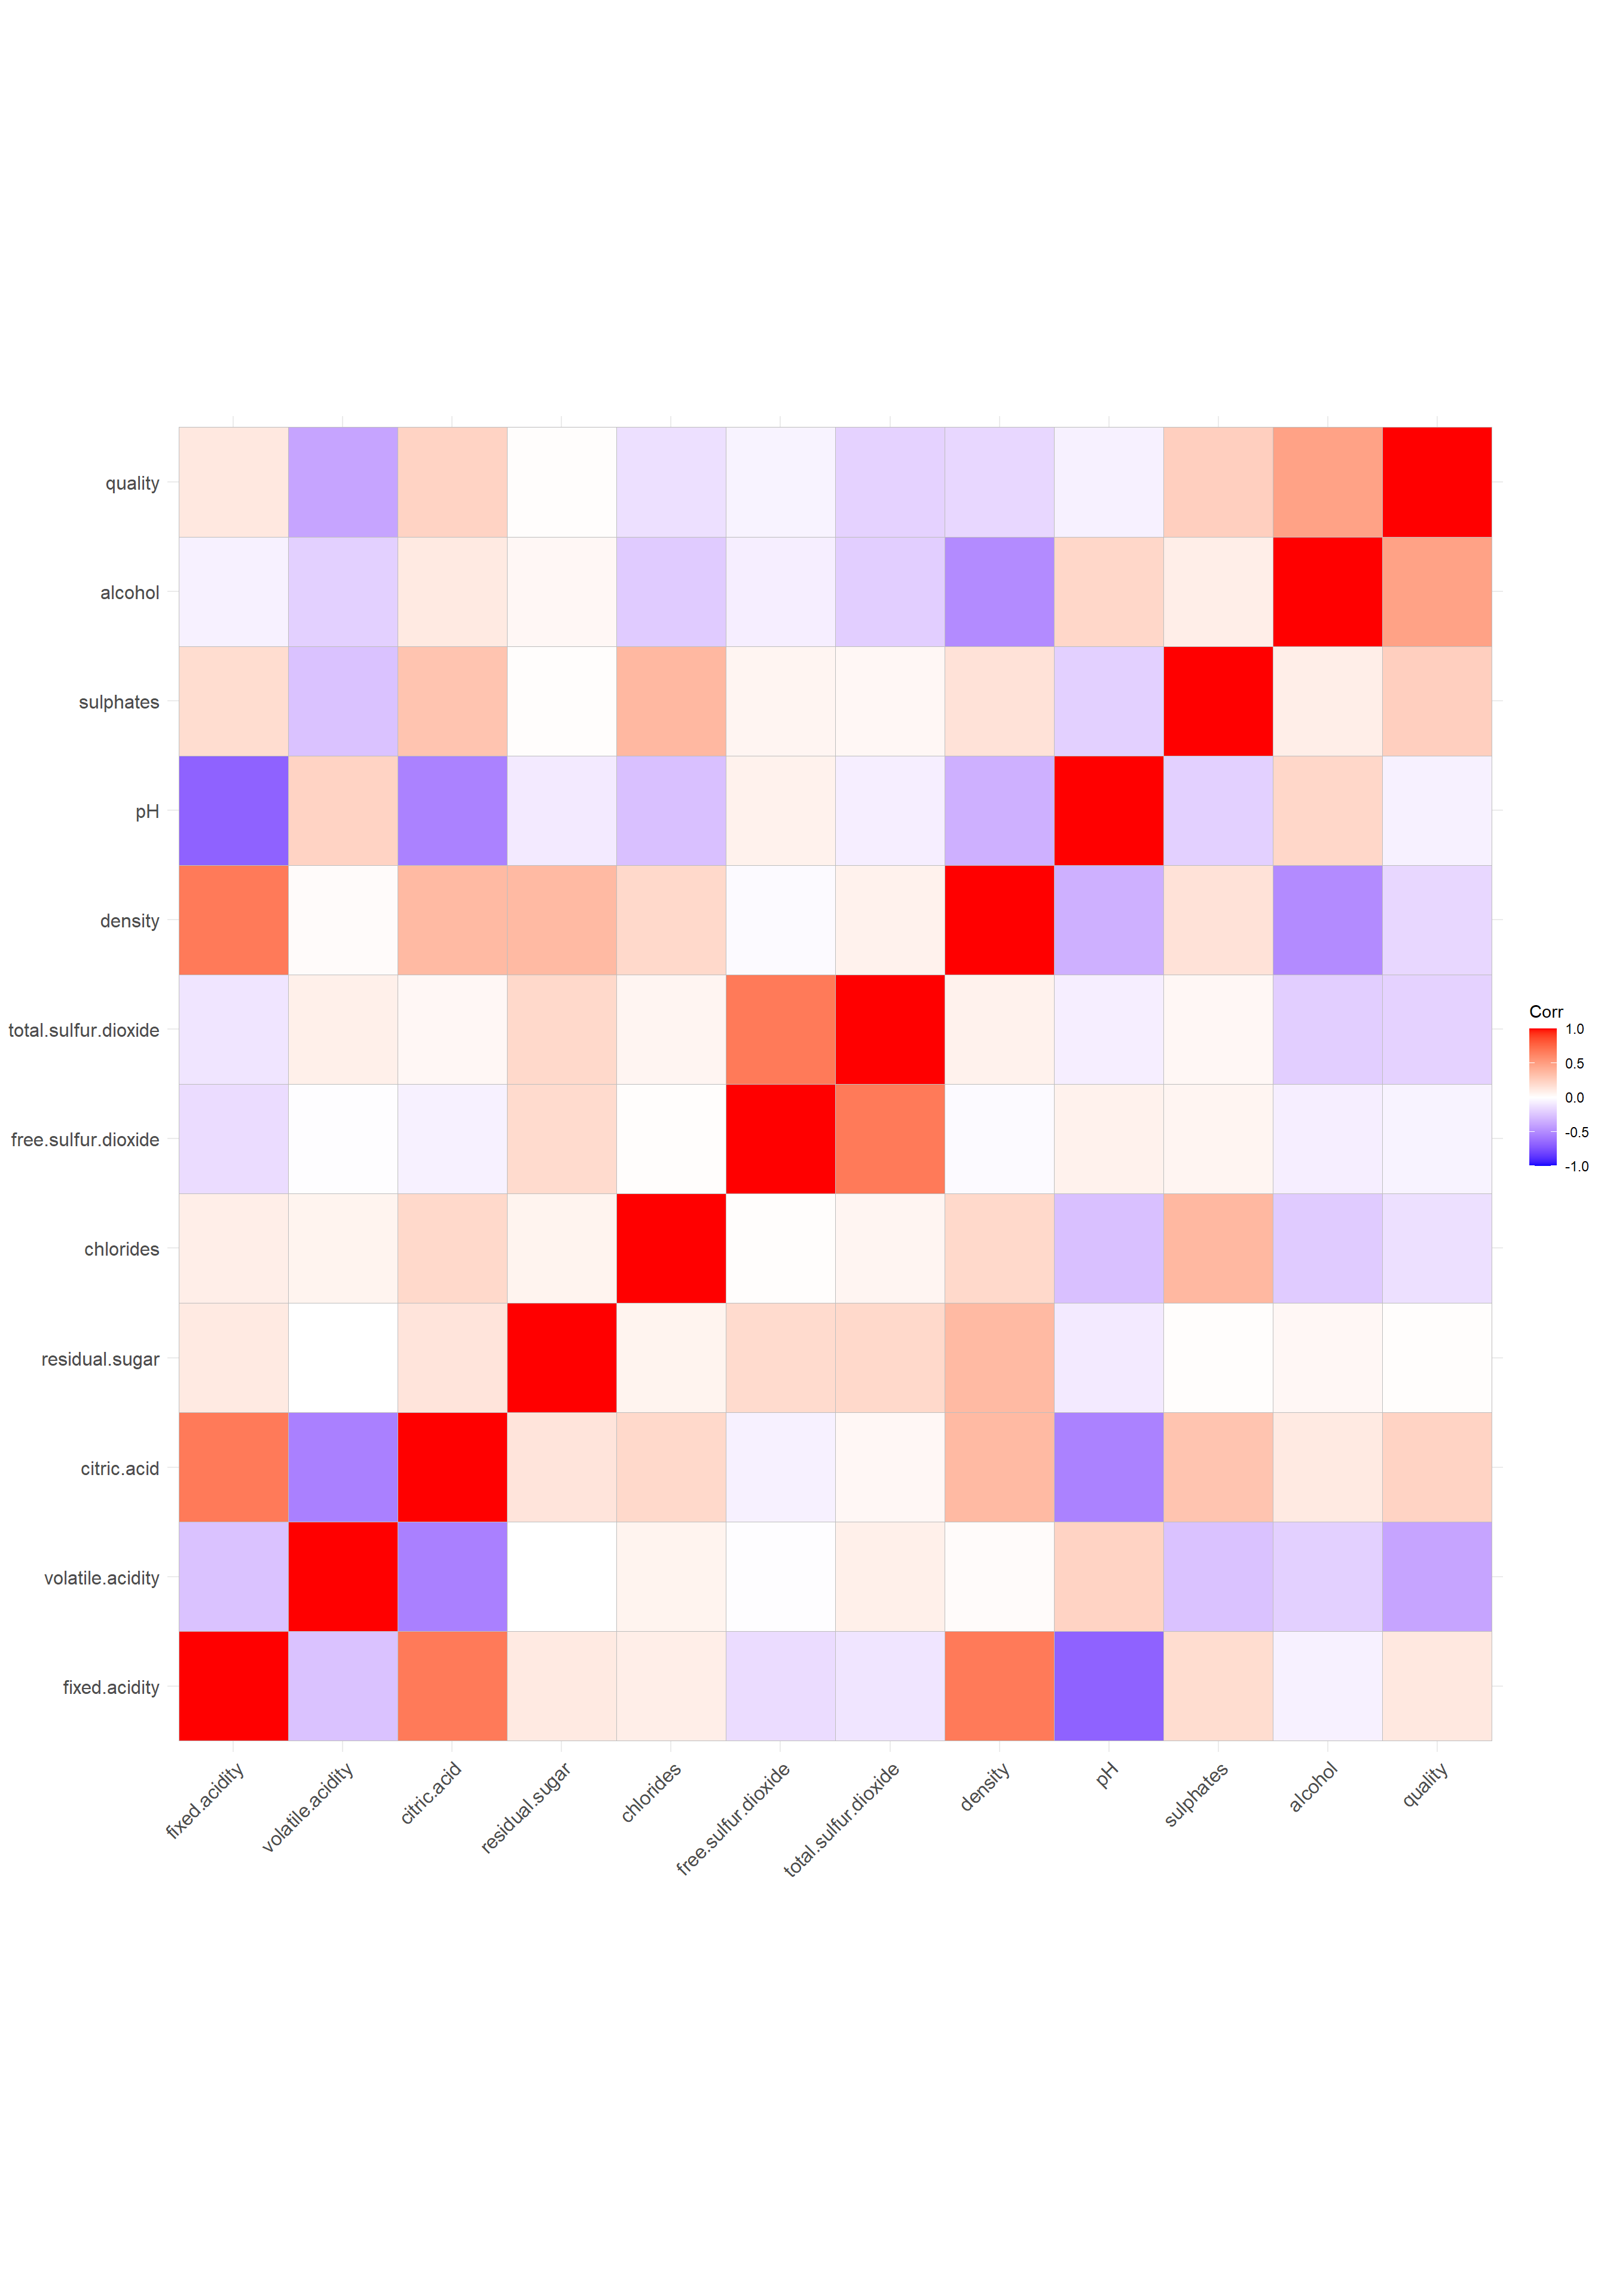 quality
alcohol
sulphates
pH
density
total.sulfur.dioxide
free.sulfur.dioxide
chlorides
residual.sugar
citric.acid
volatile.acidity
fixed.acidity
fixed.acidity
volatile.acidity
citric.acid
residual.sugar
chlorides
free.sulfur.dioxide
total.sulfur.dioxide
density
pH
sulphates
alcohol
quality
Corr
1.0
0.5
0.0
-0.5
-1.0